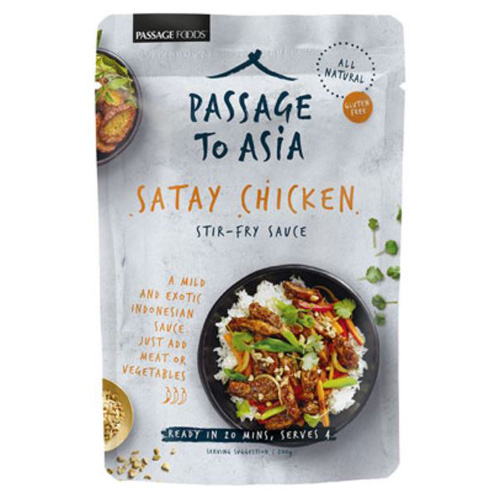 PASSAGE FOODS
ALL
NATURAL
GLUTEN
FREE
PASSAGE
TO ASIA
SATAY CHICKEN
STIR-FRY SAUCE
A MILD
AND EXOTIC
INDONESIAN
SAUCE.
JUST ADD
MEAT OR
VEGETABLES
READY IN 20 MINS, SERVES 4
SERVING SUGGESTION | 200g